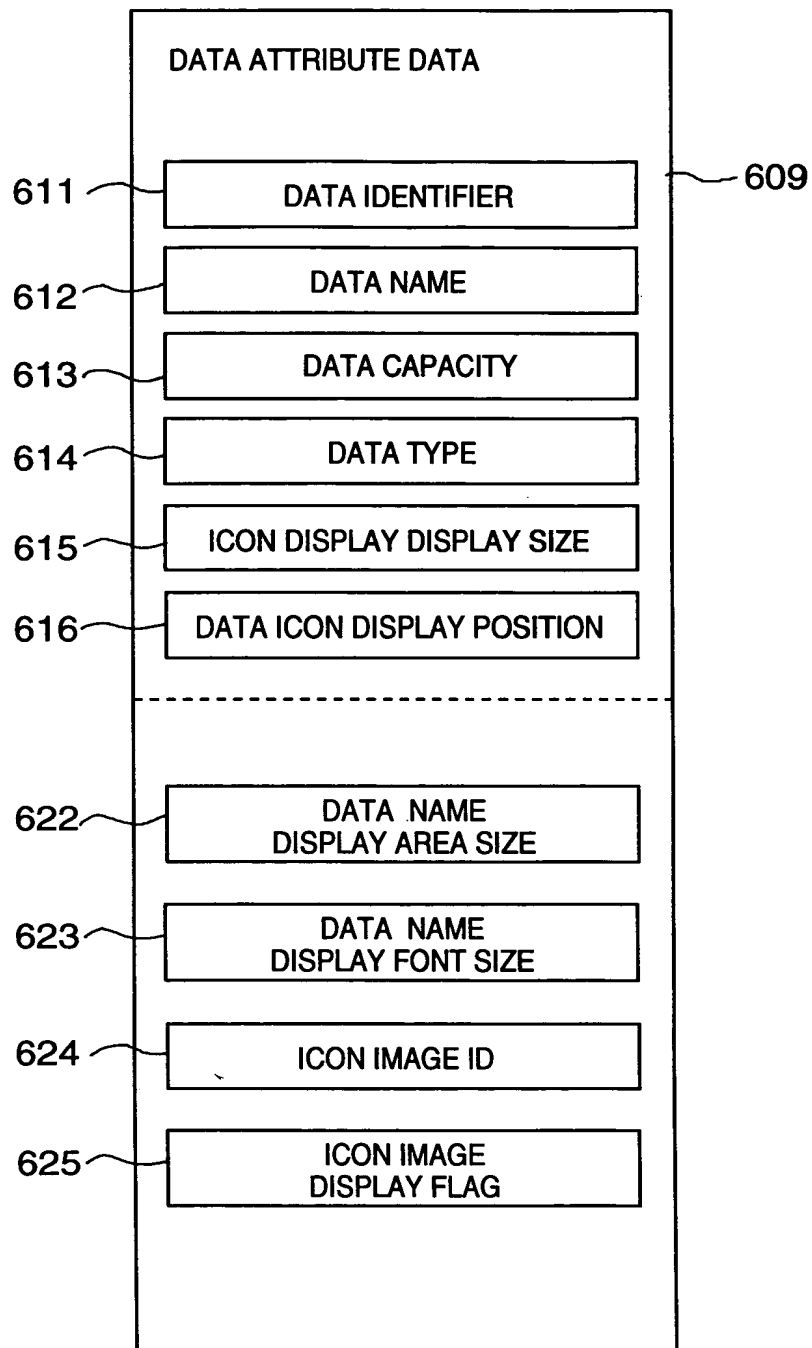 DATA ATTRIBUTE DATA
609
611 DATA IDENTIFIER
612 DATA NAME
613 DATA CAPACITY
614 DATA TYPE
615 ICON DISPLAY DISPLAY SIZE
616 DATA ICON DISPLAY POSITION
622 DATA NAME
DISPLAY AREA SIZE
623 DATA NAME
DISPLAY FONT SIZE
624 ICON IMAGE ID
625 ICON IMAGE
DISPLAY FLAG